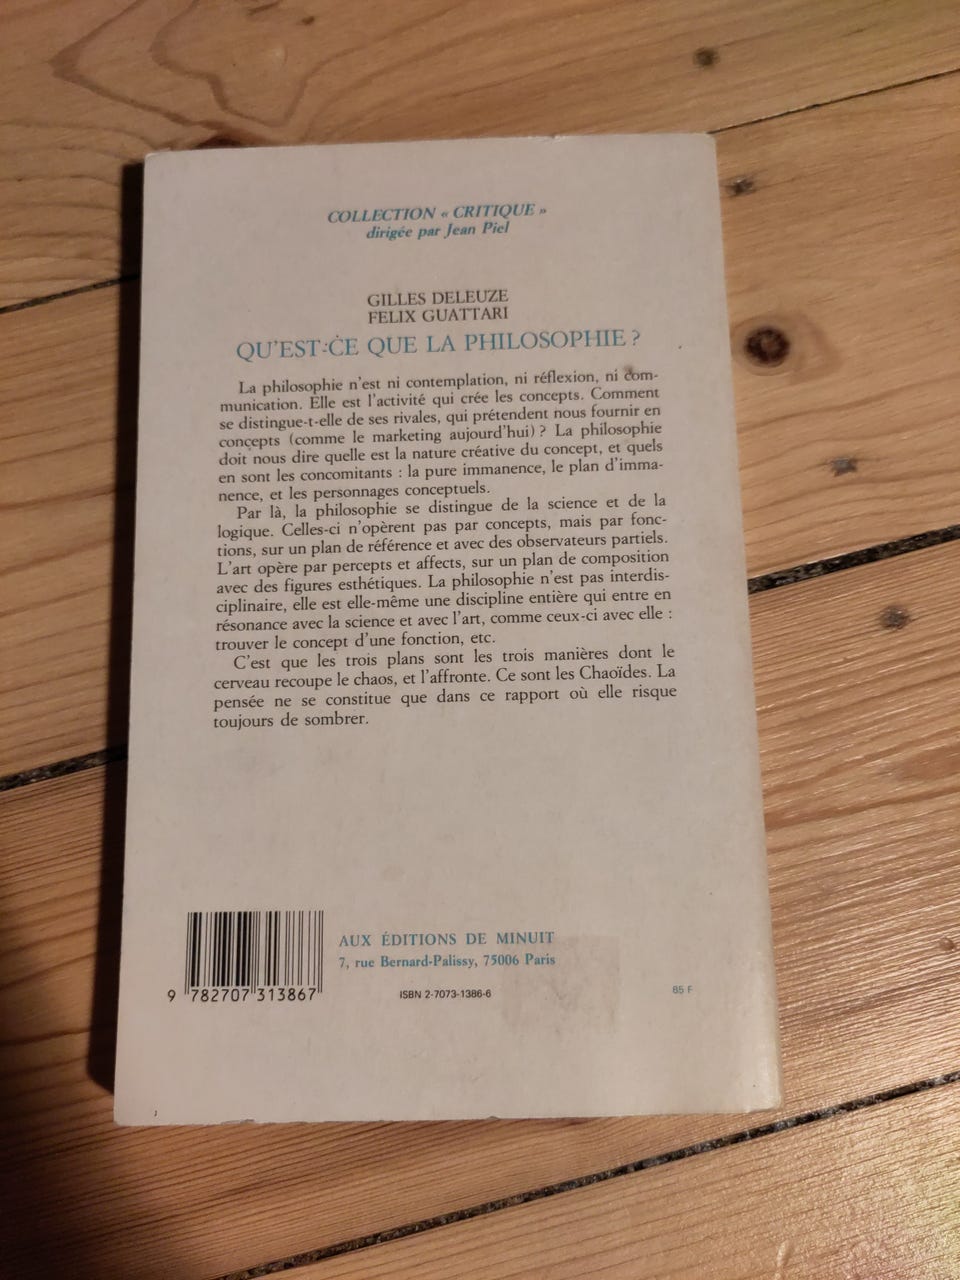 COLLECTION « CRITIQUE »
dirigée par Jean Piel
GILLES DELEUZE
FELIX GUATTARI
QU'EST-CE QUE LA PHILOSOPHIE ?
La philosophie n'est ni contemplation, ni réflexion, ni com-
munication. Elle est l'activité qui crée les concepts. Comment
se distingue-t-elle de ses rivales, qui prétendent nous fournir en
concepts (comme le marketing aujourd'hui) ? La philosophie
doit nous dire quelle est la nature créative du concept, et quels
en sont les concomitants : la pure immanence, le plan d'imma-
nence, et les personnages conceptuels.
Par là, la philosophie se distingue de la science et de la
logique. Celles-ci n'opèrent pas par concepts, mais par fonc-
tions, sur un plan de référence et avec des observateurs partiels.
L'art opère par percepts et affects, sur un plan de composition
avec des figures esthétiques. La philosophie n'est pas interdis-
ciplinaire, elle est elle-même une discipline entière qui entre en
résonance avec la science et avec l'art, comme ceux-ci avec elle :
trouver le concept d'une fonction, etc.
C'est que les trois plans sont les trois manières dont le
cerveau recoupe le chaos, et l'affronte. Ce sont les Chaoïdes. La
pensée ne se constitue que dans ce rapport où elle risque
toujours de sombrer.
AUX ÉDITIONS DE MINUIT
7, rue Bernard-Palissy, 75006 Paris
9 782707 313867
ISBN 2-7073-1386-6
85 F